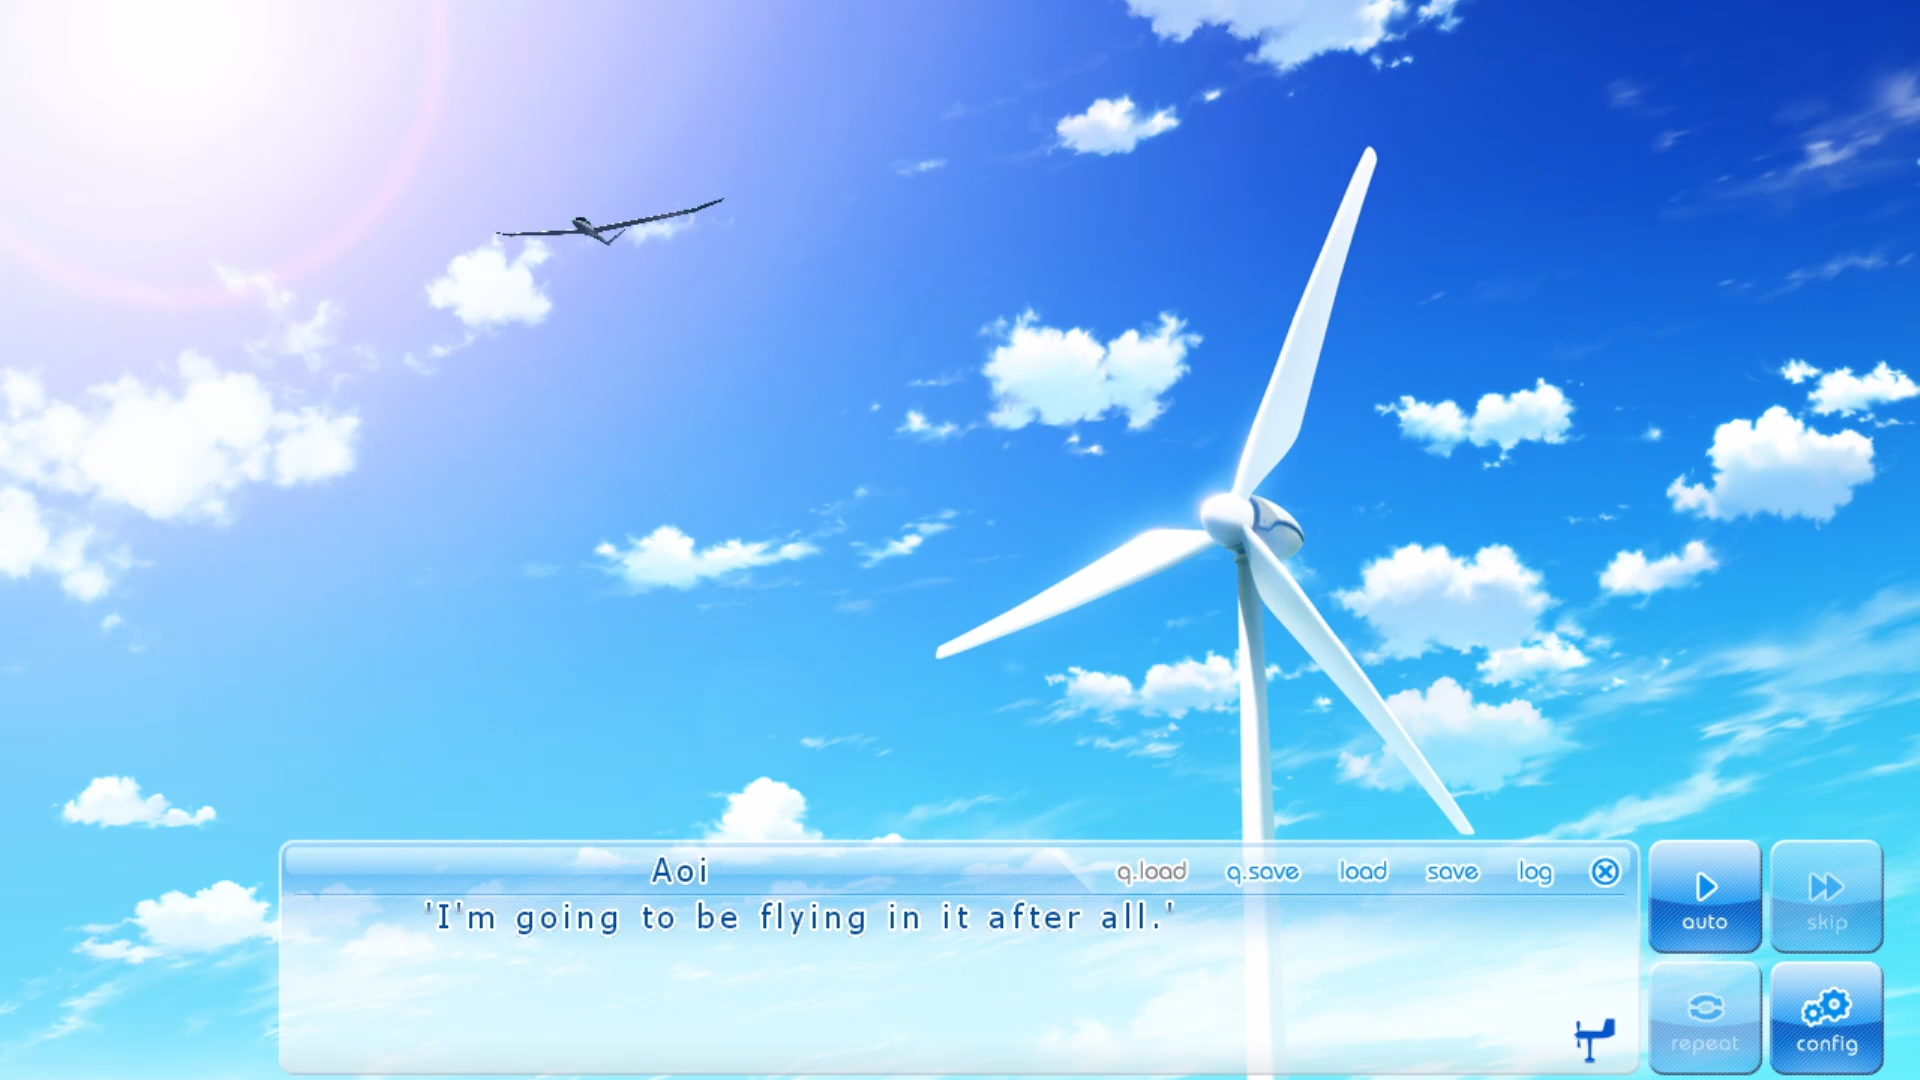 Aoi
q.load q.save load save log
'I'm going to be flying in it after all.'
auto
skip
repeat
config